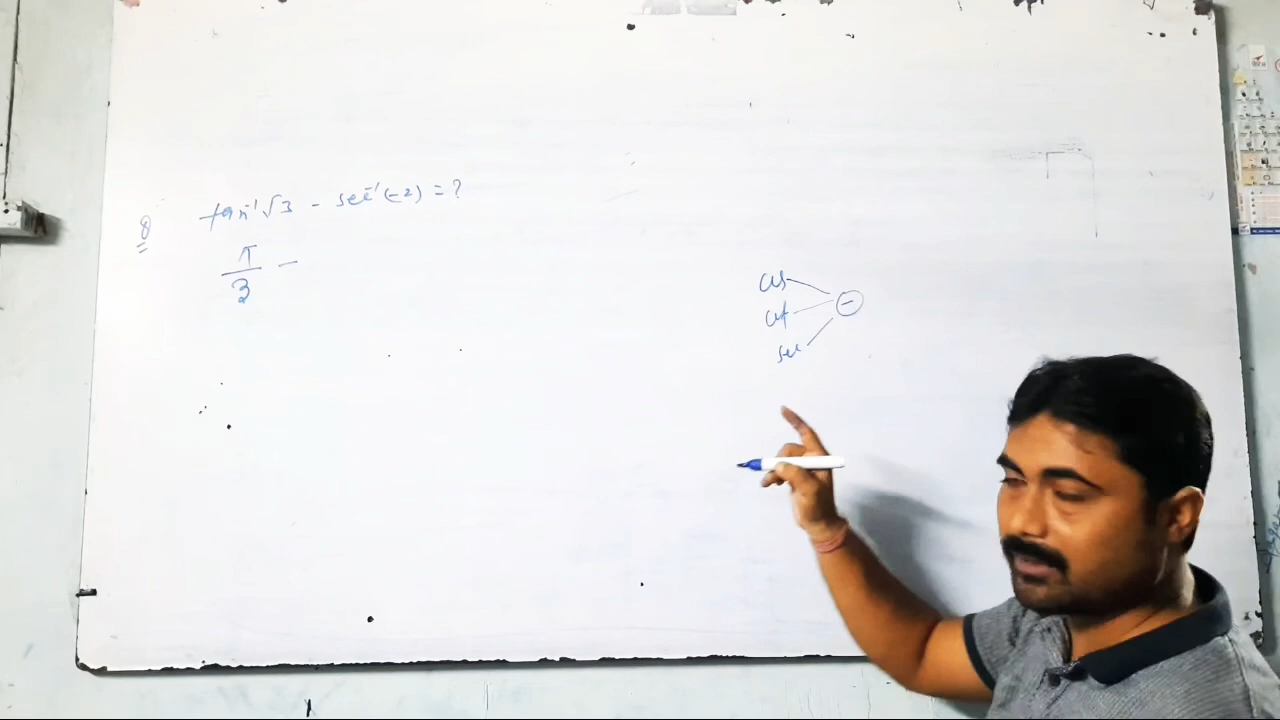 8 tan⁻¹√3 - sec⁻¹(-2) = ?
π/3 -
cos
cot
sec
-